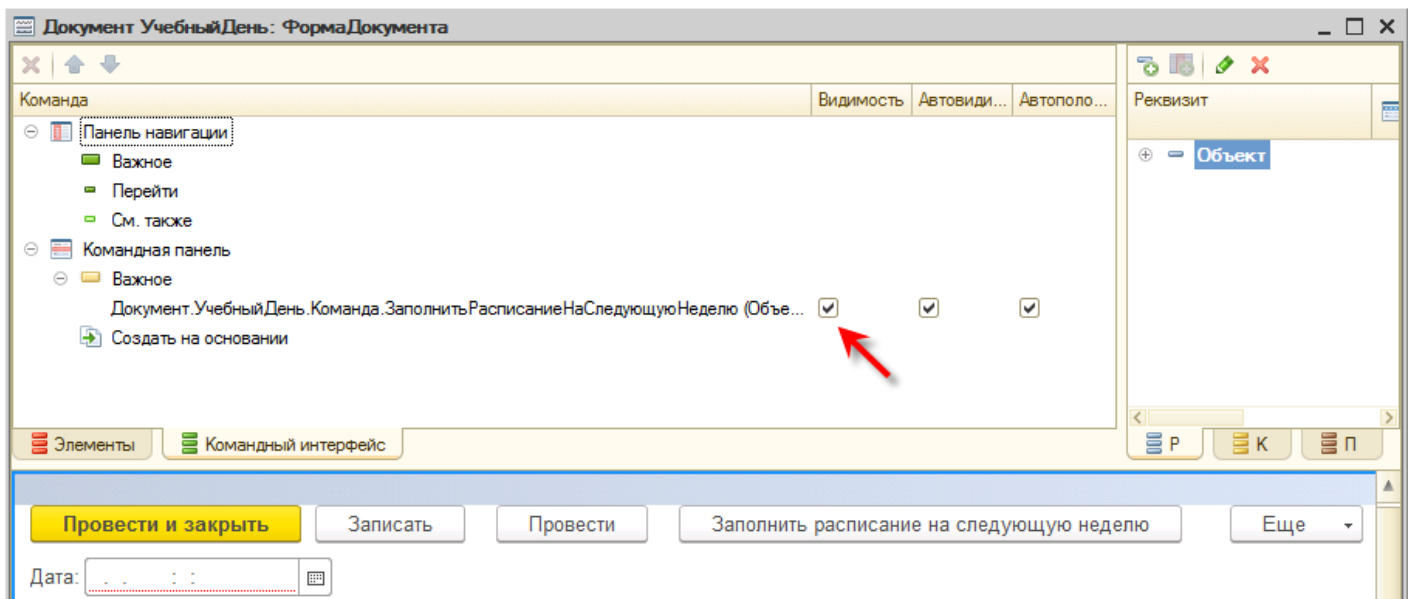 Документ УчебныйДень: ФормаДокумента
Команда Видимость Автовиди... Автополо... Реквизит
Панель навигации
Важное
Объект
Перейти
См. также
Командная панель
Важное
Документ.УчебныйДень.Команда.ЗаполнитьРасписаниеНаСледующуюНеделю (Объе...
Создать на основании
Элементы Командный интерфейс Р К П
Провести и закрыть Записать Провести Заполнить расписание на следующую неделю Еще
Дата: . . : :